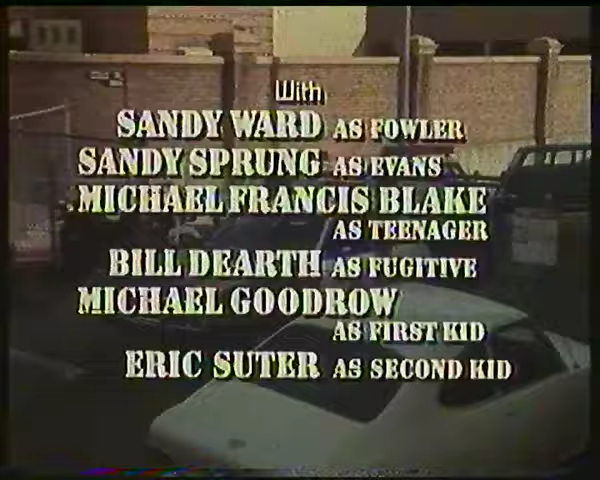 With
SANDY WARD AS FOWLER
SANDY SPRUNG AS EVANS
MICHAEL FRANCIS BLAKE
AS TEENAGER
BILL DEARTH AS FUGITIVE
MICHAEL GOODROW
AS FIRST KID
ERIC SUTER AS SECOND KID